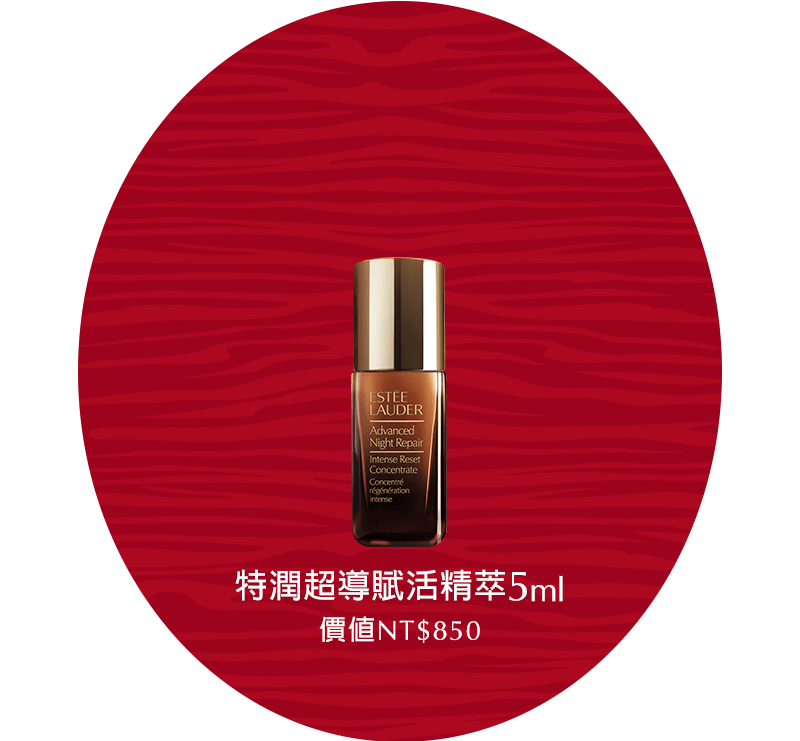 ESTĒE
LAUDER
Advanced
Night Repair
Intense Reset
Concentrate
Concentré
régénération
intense
特潤超導賦活精萃5ml
價值NT$850